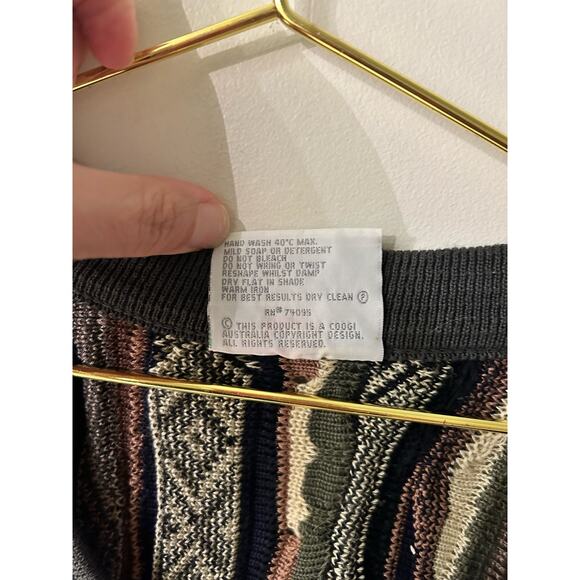 HAND WASH 40°C MAX.
MILD SOAP OR DETERGENT
DO NOT BLEACH
DO NOT WRING OR TWIST
RESHAPE WHILST DAMP
DRY FLAT IN SHADE
WARM IRON
FOR BEST RESULTS DRY CLEAN Ⓟ
RNº 74095
© THIS PRODUCT IS A COOGI
AUSTRALIA COPYRIGHT DESIGN.
ALL RIGHTS RESERVED.